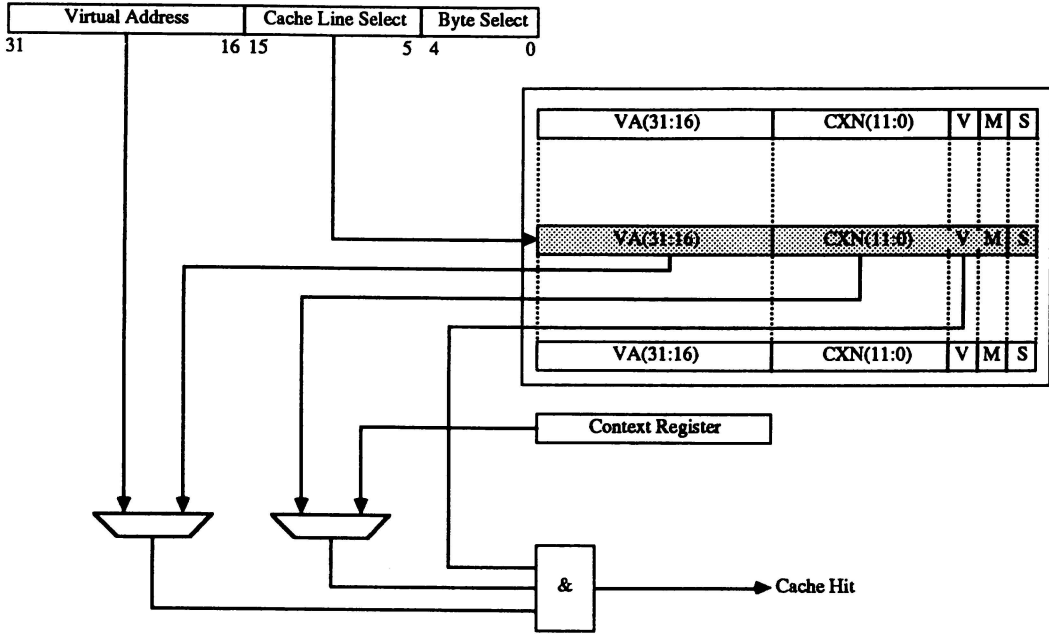 Virtual Address Cache Line Select Byte Select
31 16 15 5 4 0
VA(31:16) CXN(11:0) V M S
VA(31:16) CXN(11:0) V M S
VA(31:16) CXN(11:0) V M S
Context Register
& Cache Hit